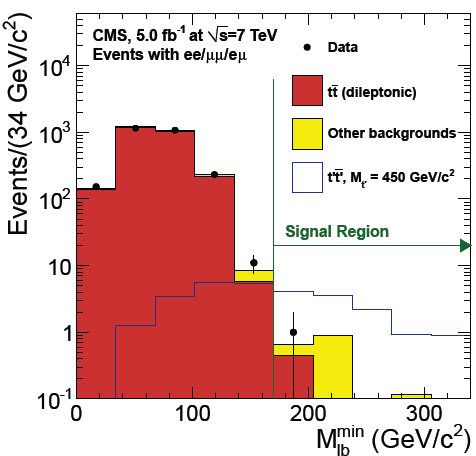 CMS, 5.0 fb⁻¹ at √s=7 TeV
Events with ee/μμ/eμ
Data
tt̄ (dileptonic)
Other backgrounds
t't̄', Mt' = 450 GeV/c²
Signal Region
Events/(34 GeV/c²)
10⁴
10³
10²
10
1
10⁻¹
0 100 200 300
M min lb (GeV/c²)